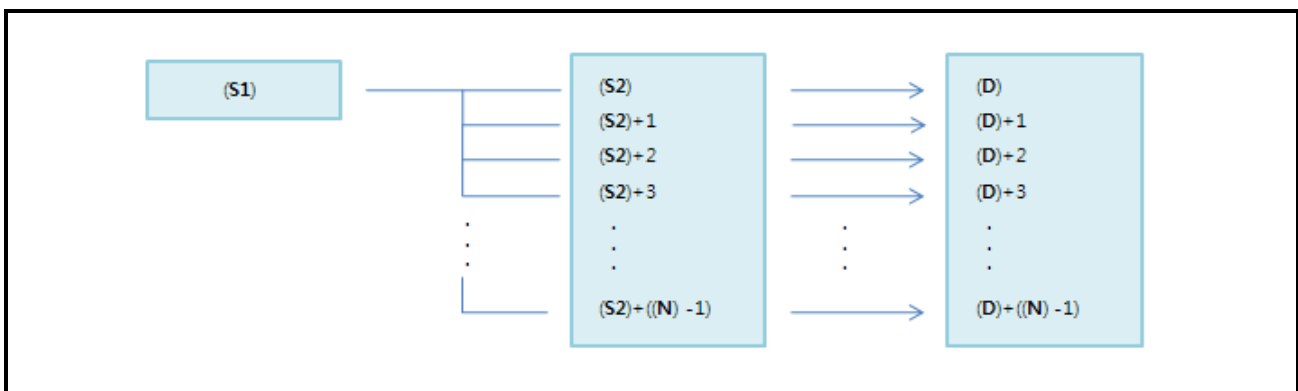 (S1)
(S2)
(S2)+1
(S2)+2
(S2)+3
.
.
.
(S2)+((N) -1)
(D)
(D)+1
(D)+2
(D)+3
.
.
.
(D)+((N) -1)